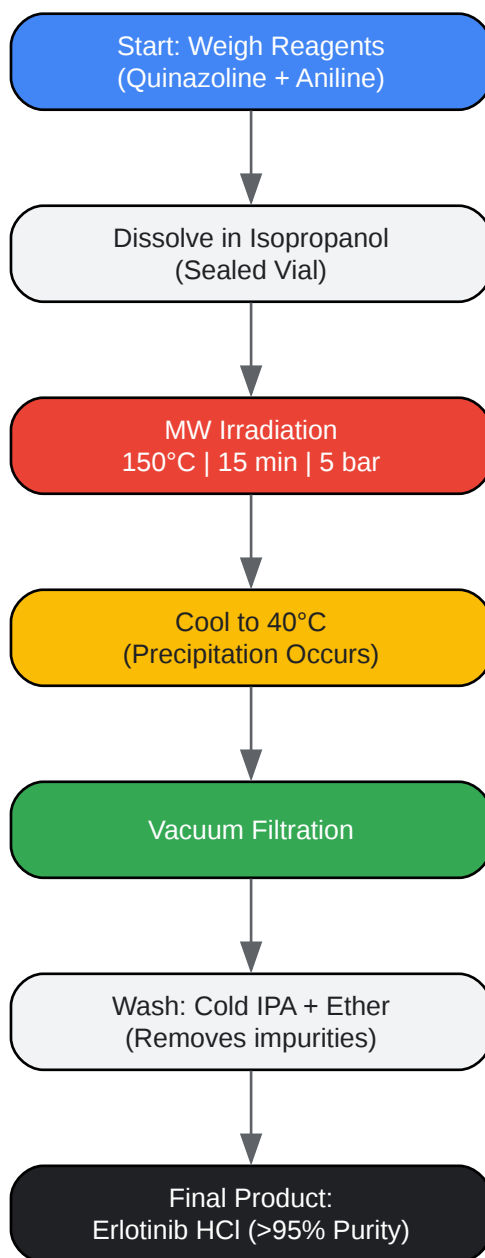 Start: Weigh Reagents
(Quinazoline + Aniline)
Dissolve in Isopropanol
(Sealed Vial)
MW Irradiation
150°C | 15 min | 5 bar
Cool to 40°C
(Precipitation Occurs)
Vacuum Filtration
Wash: Cold IPA + Ether
(Removes impurities)
Final Product:
Erlotinib HCl (>95% Purity)